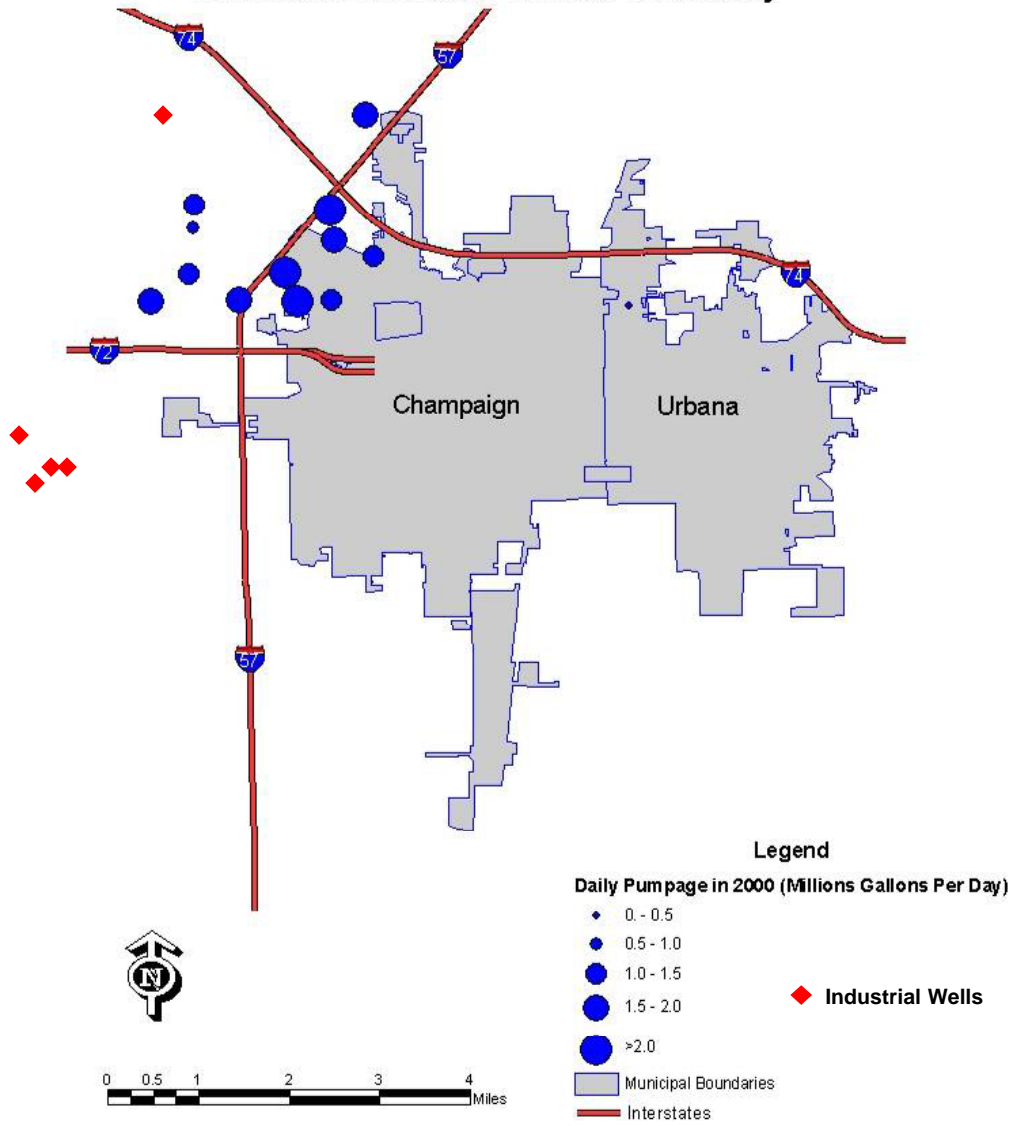 74
57
74
72
Champaign
Urbana
57
Legend
Daily Pumpage in 2000 (Millions Gallons Per Day)
0. - 0.5
0.5 - 1.0
1.0 - 1.5
1.5 - 2.0
>2.0
Industrial Wells
Municipal Boundaries
Interstates
N
0 0.5 1 2 3 4
Miles